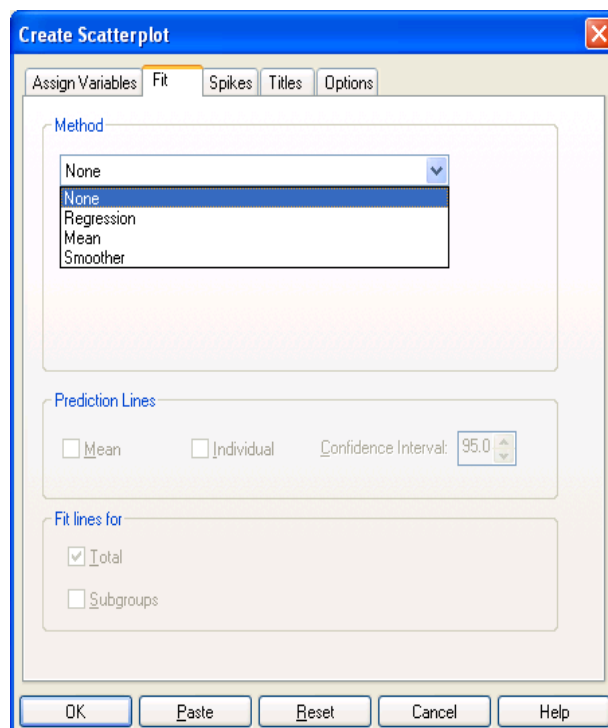 Create Scatterplot
Assign Variables Fit Spikes Titles Options
Method
None
None
Regression
Mean
Smoother
Prediction Lines
Mean Individual Confidence Interval: 95.0
Fit lines for
Total
Subgroups
OK Paste Reset Cancel Help